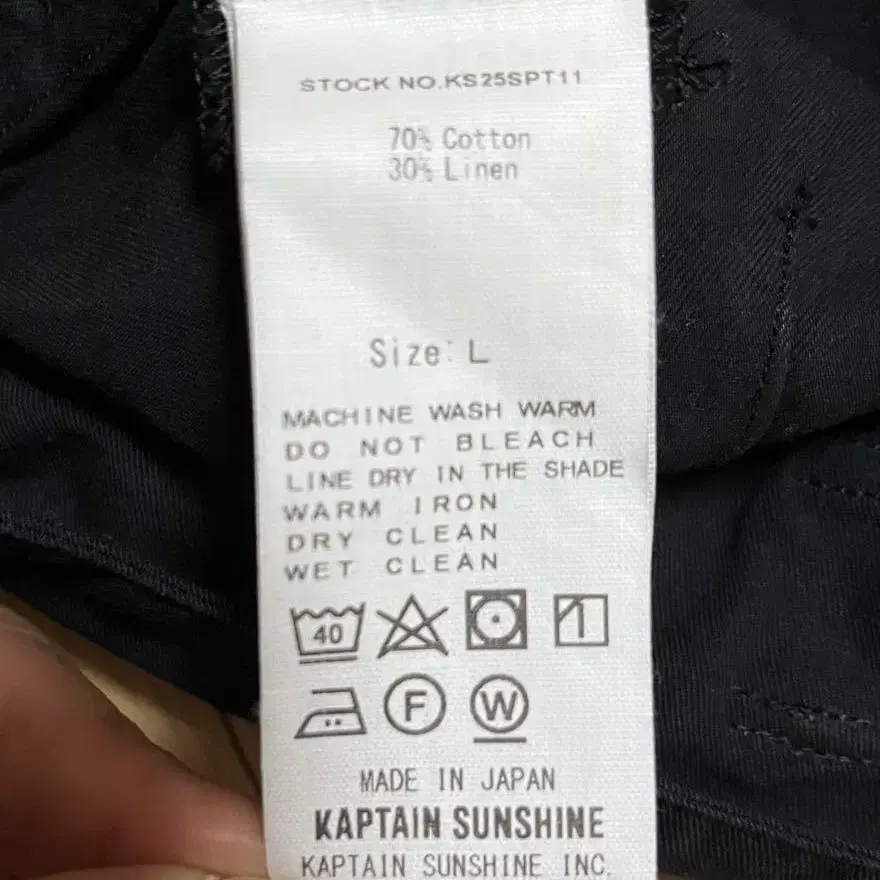 STOCK NO.KS25SPT11
70% Cotton
30% Linen
Size: L
MACHINE WASH WARM
DO NOT BLEACH
LINE DRY IN THE SHADE
WARM IRON
DRY CLEAN
WET CLEAN
40
F W
MADE IN JAPAN
KAPTAIN SUNSHINE
KAPTAIN SUNSHINE INC.